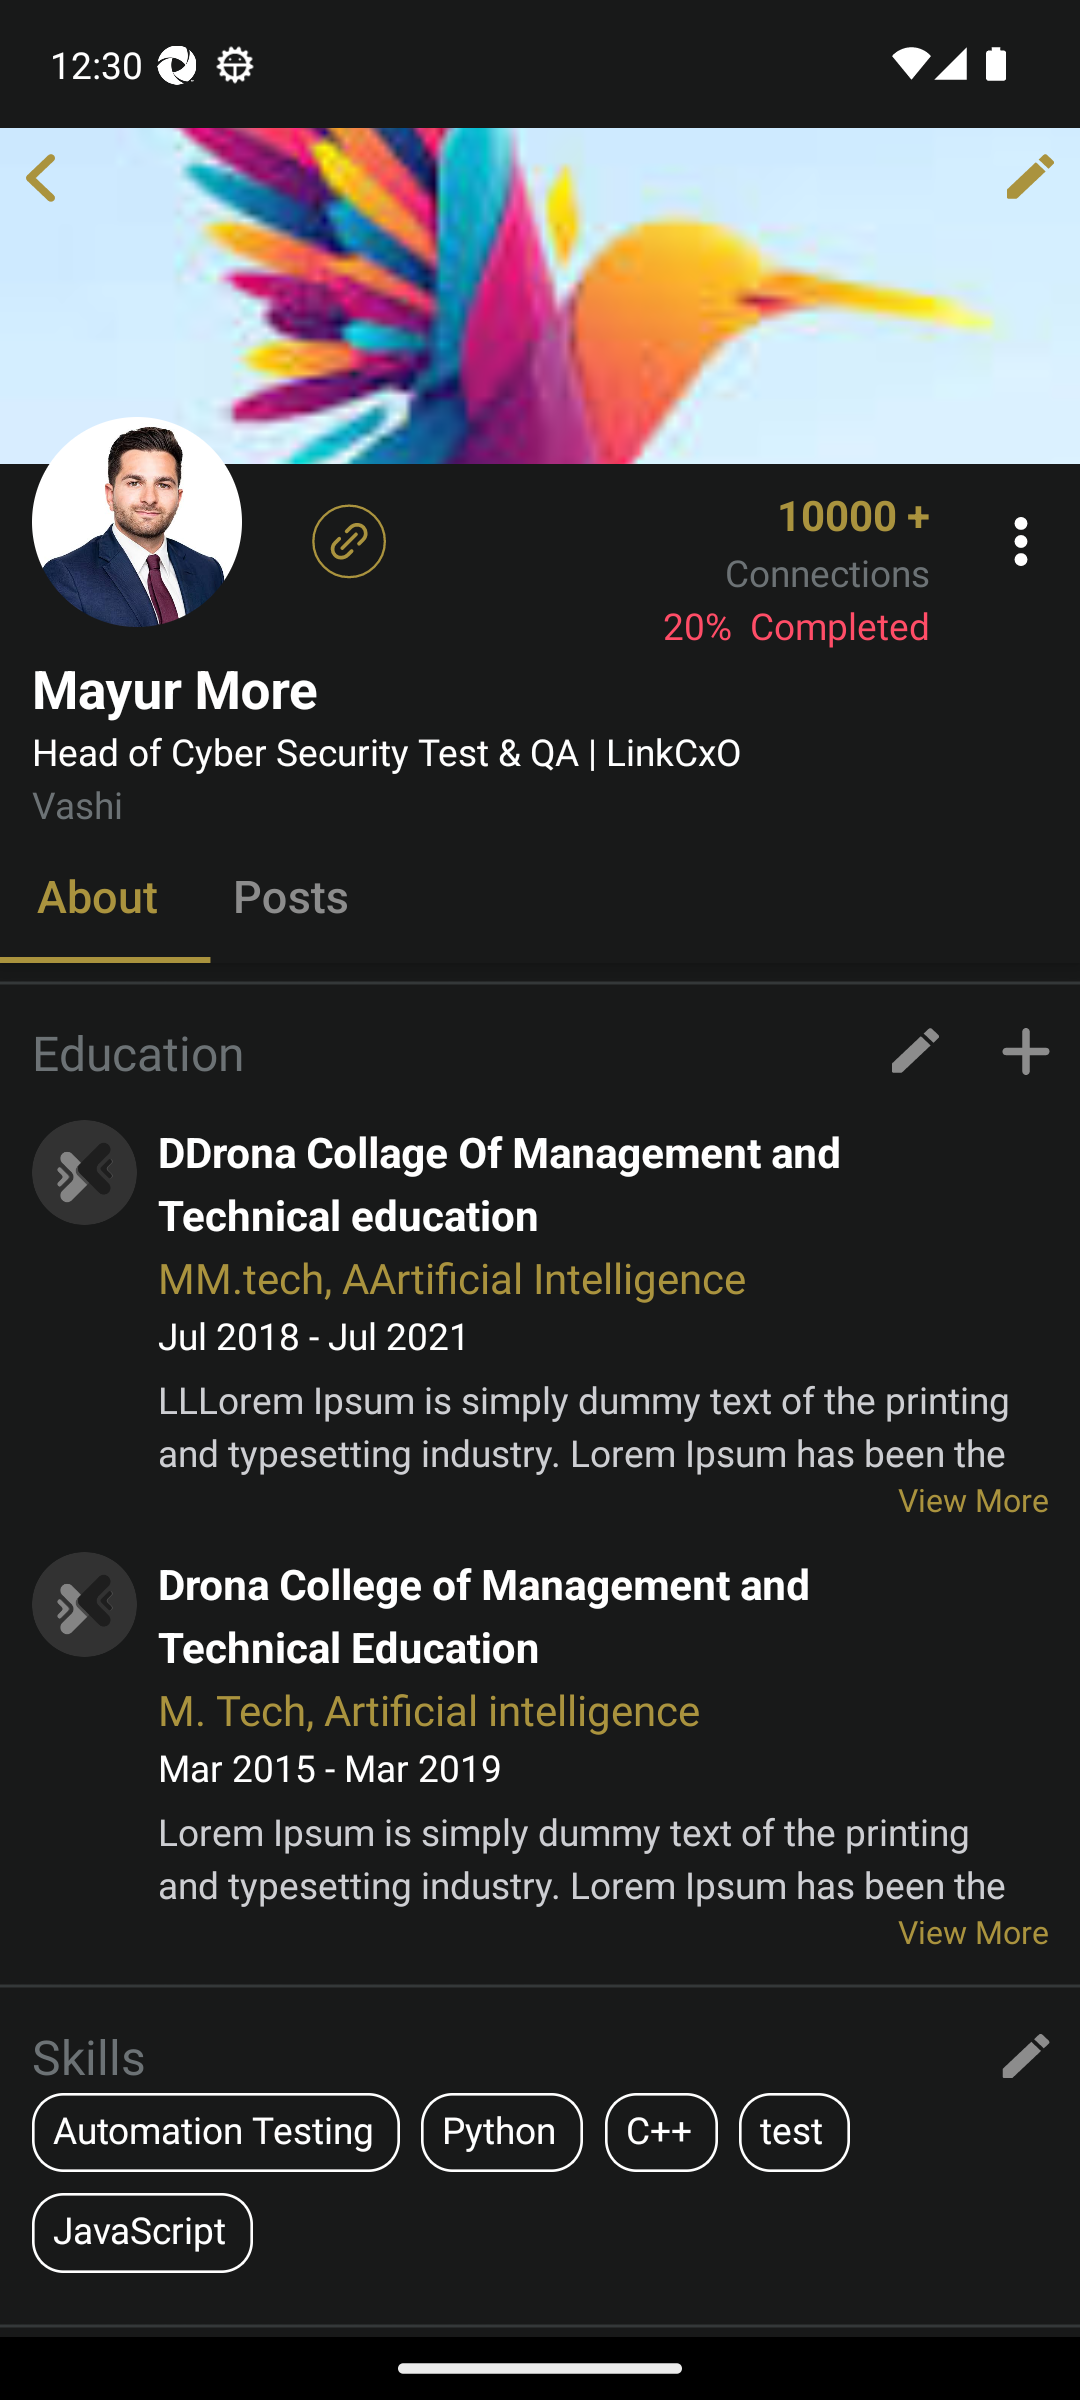 12:30
10000 +
Connections
20% Completed
Mayur More
Head of Cyber Security Test & QA | LinkCxO
Vashi
About Posts
Education
DDrona Collage Of Management and
Technical education
MM.tech, AArtificial Intelligence
Jul 2018 - Jul 2021
LLLorem Ipsum is simply dummy text of the printing
and typesetting industry. Lorem Ipsum has been the
View More
Drona College of Management and
Technical Education
M. Tech, Artificial intelligence
Mar 2015 - Mar 2019
Lorem Ipsum is simply dummy text of the printing
and typesetting industry. Lorem Ipsum has been the
View More
Skills
Automation Testing Python C++ test
JavaScript